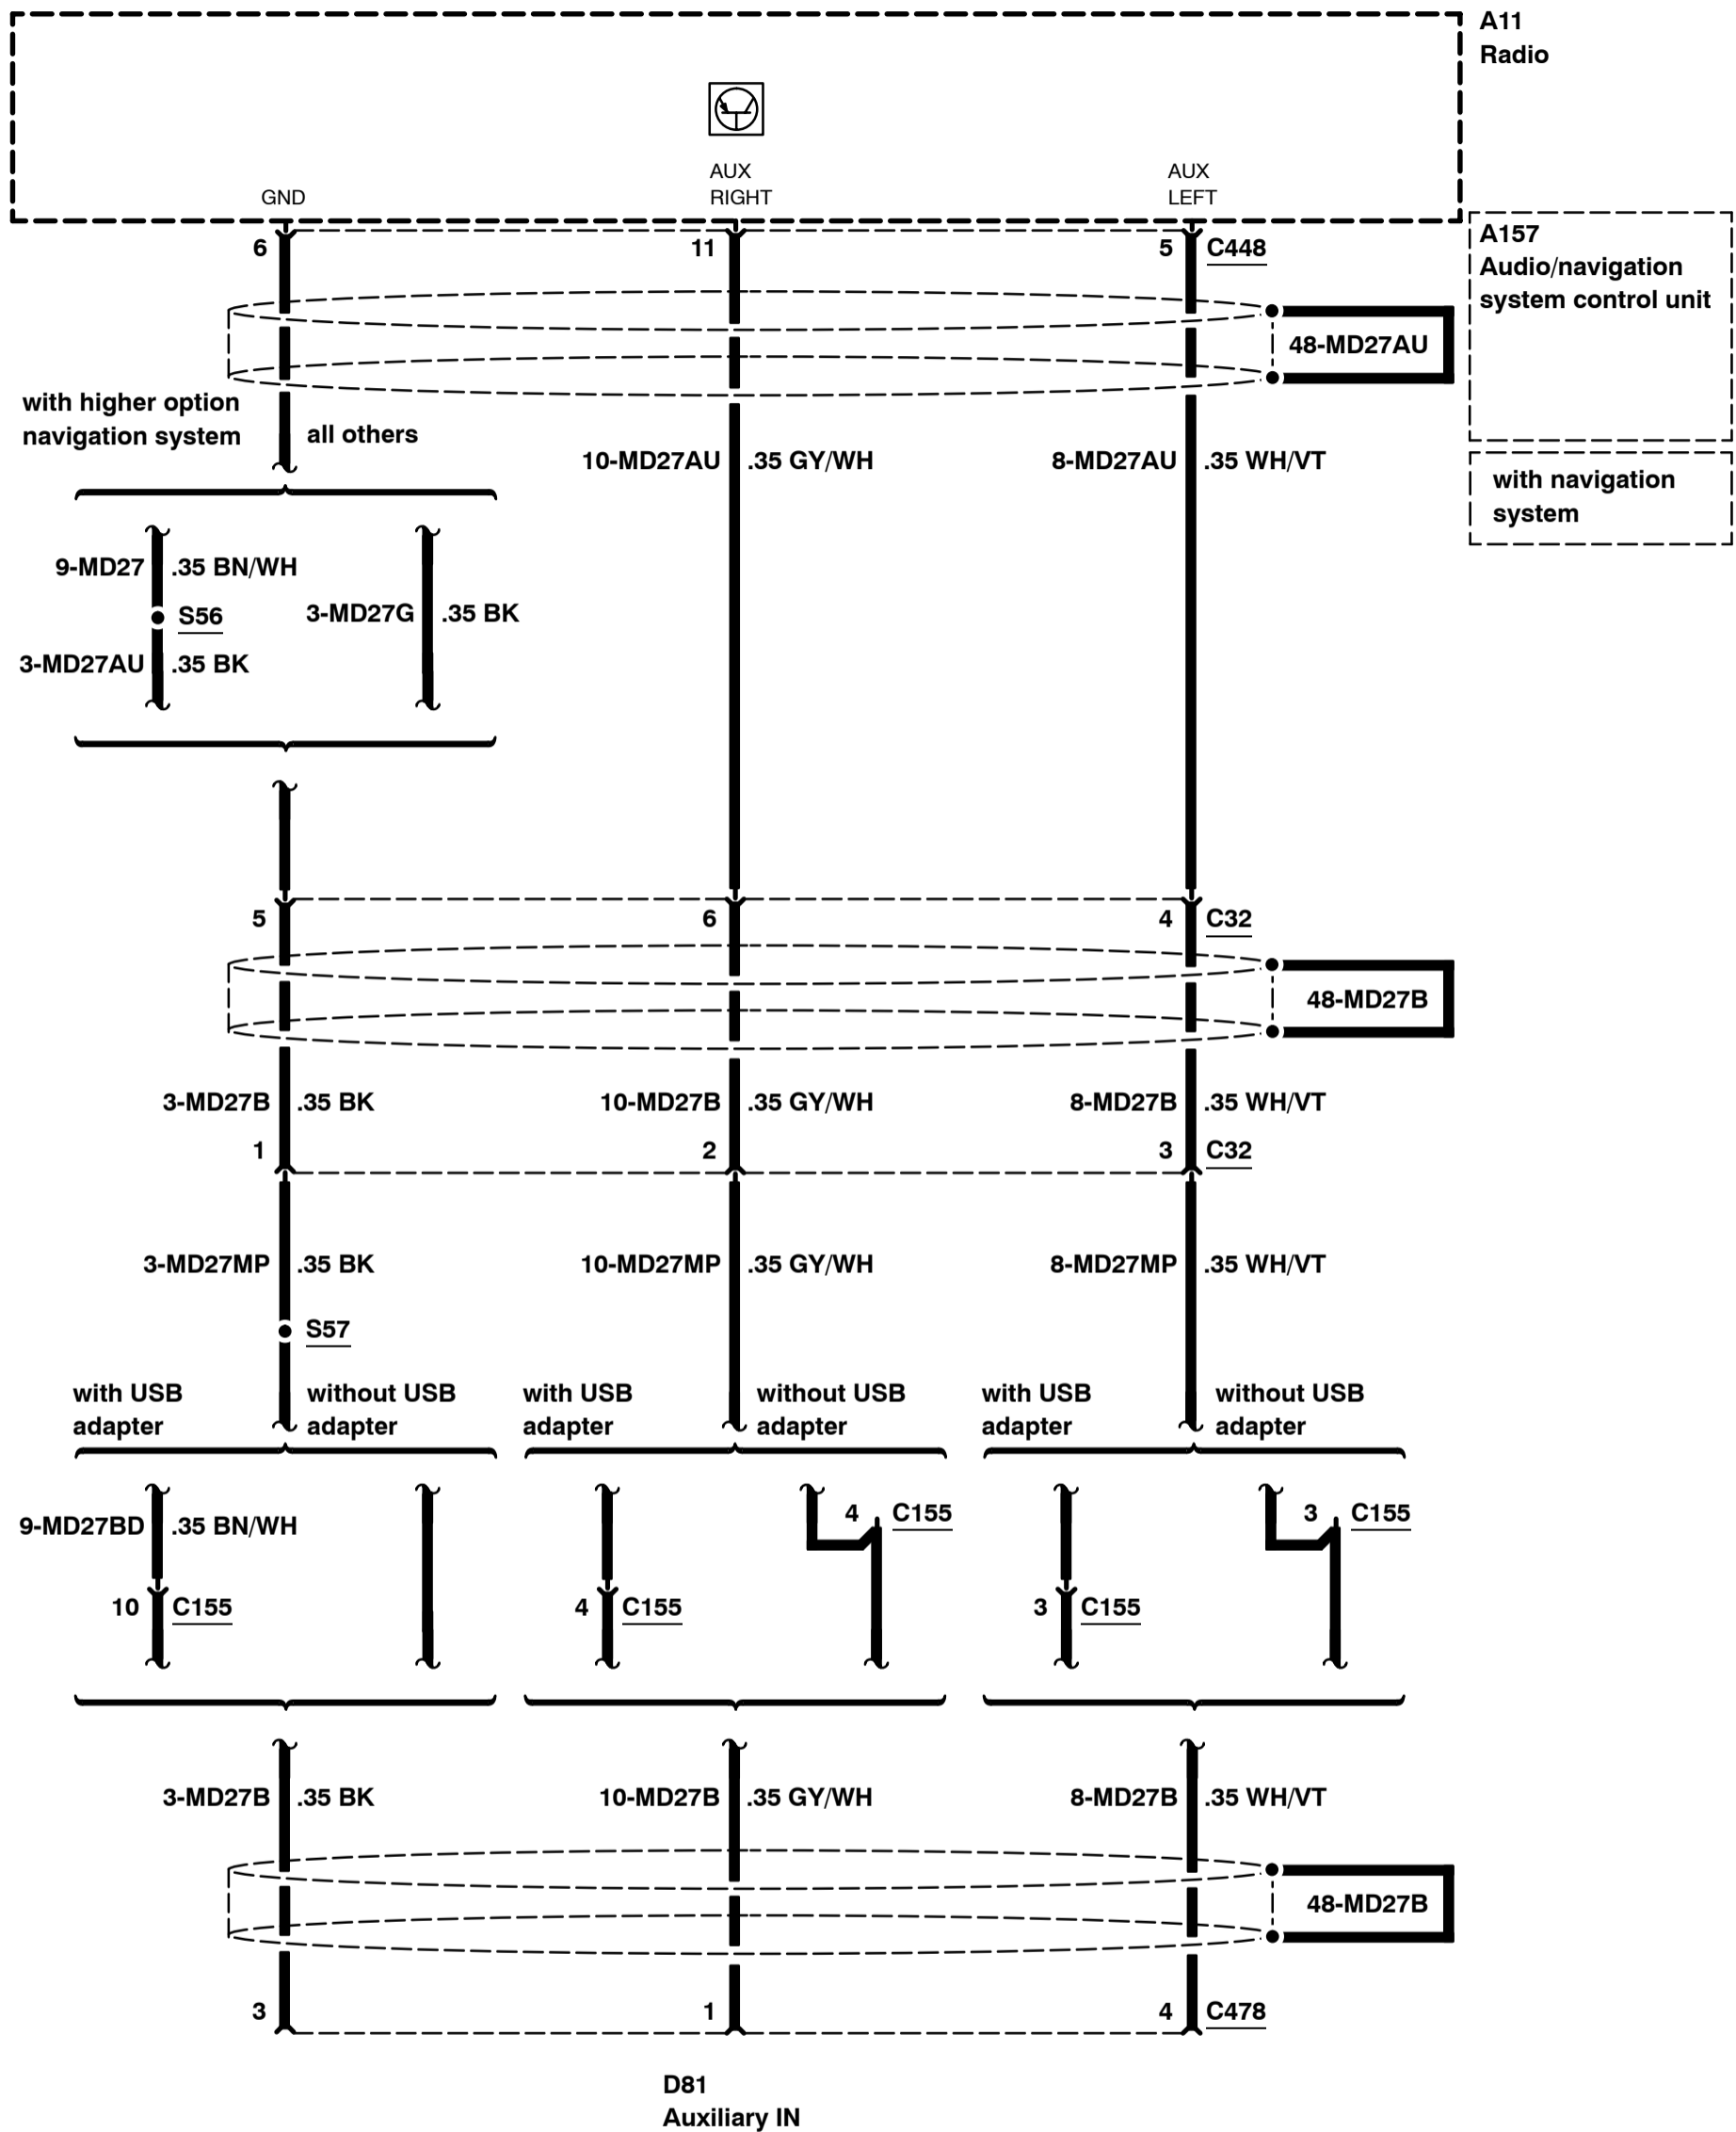 A11
Radio
AUX
RIGHT
AUX
LEFT
GND
6
11
5
C448
A157
Audio/navigation
system control unit
48-MD27AU
with navigation
system
with higher option
navigation system
all others
10-MD27AU
.35 GY/WH
8-MD27AU
.35 WH/VT
9-MD27
.35 BN/WH
S56
3-MD27AU
.35 BK
3-MD27G
.35 BK
5
6
4
C32
48-MD27B
3-MD27B
.35 BK
10-MD27B
.35 GY/WH
8-MD27B
.35 WH/VT
1
2
3
C32
3-MD27MP
.35 BK
10-MD27MP
.35 GY/WH
8-MD27MP
.35 WH/VT
S57
with USB
adapter
without USB
adapter
with USB
adapter
without USB
adapter
with USB
adapter
without USB
adapter
9-MD27BD
.35 BN/WH
4
C155
3
C155
10
C155
4
C155
3
C155
3-MD27B
.35 BK
10-MD27B
.35 GY/WH
8-MD27B
.35 WH/VT
48-MD27B
3
1
4
C478
D81
Auxiliary IN